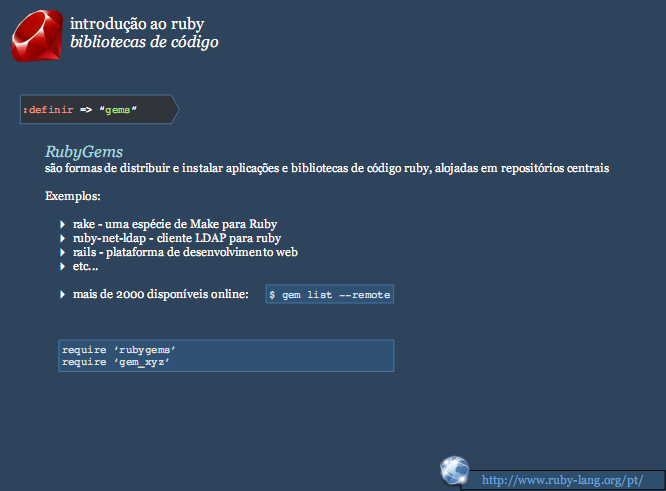 introdução ao ruby
bibliotecas de código
:definir => “gems”
RubyGems
são formas de distribuir e instalar aplicações e bibliotecas de código ruby, alojadas em repositórios centrais
Exemplos:
rake - uma espécie de Make para Ruby
ruby-net-ldap - cliente LDAP para ruby
rails - plataforma de desenvolvimento web
etc...
mais de 2000 disponíveis online: $ gem list --remote
require ‘rubygems’
require ‘gem_xyz’
http://www.ruby-lang.org/pt/